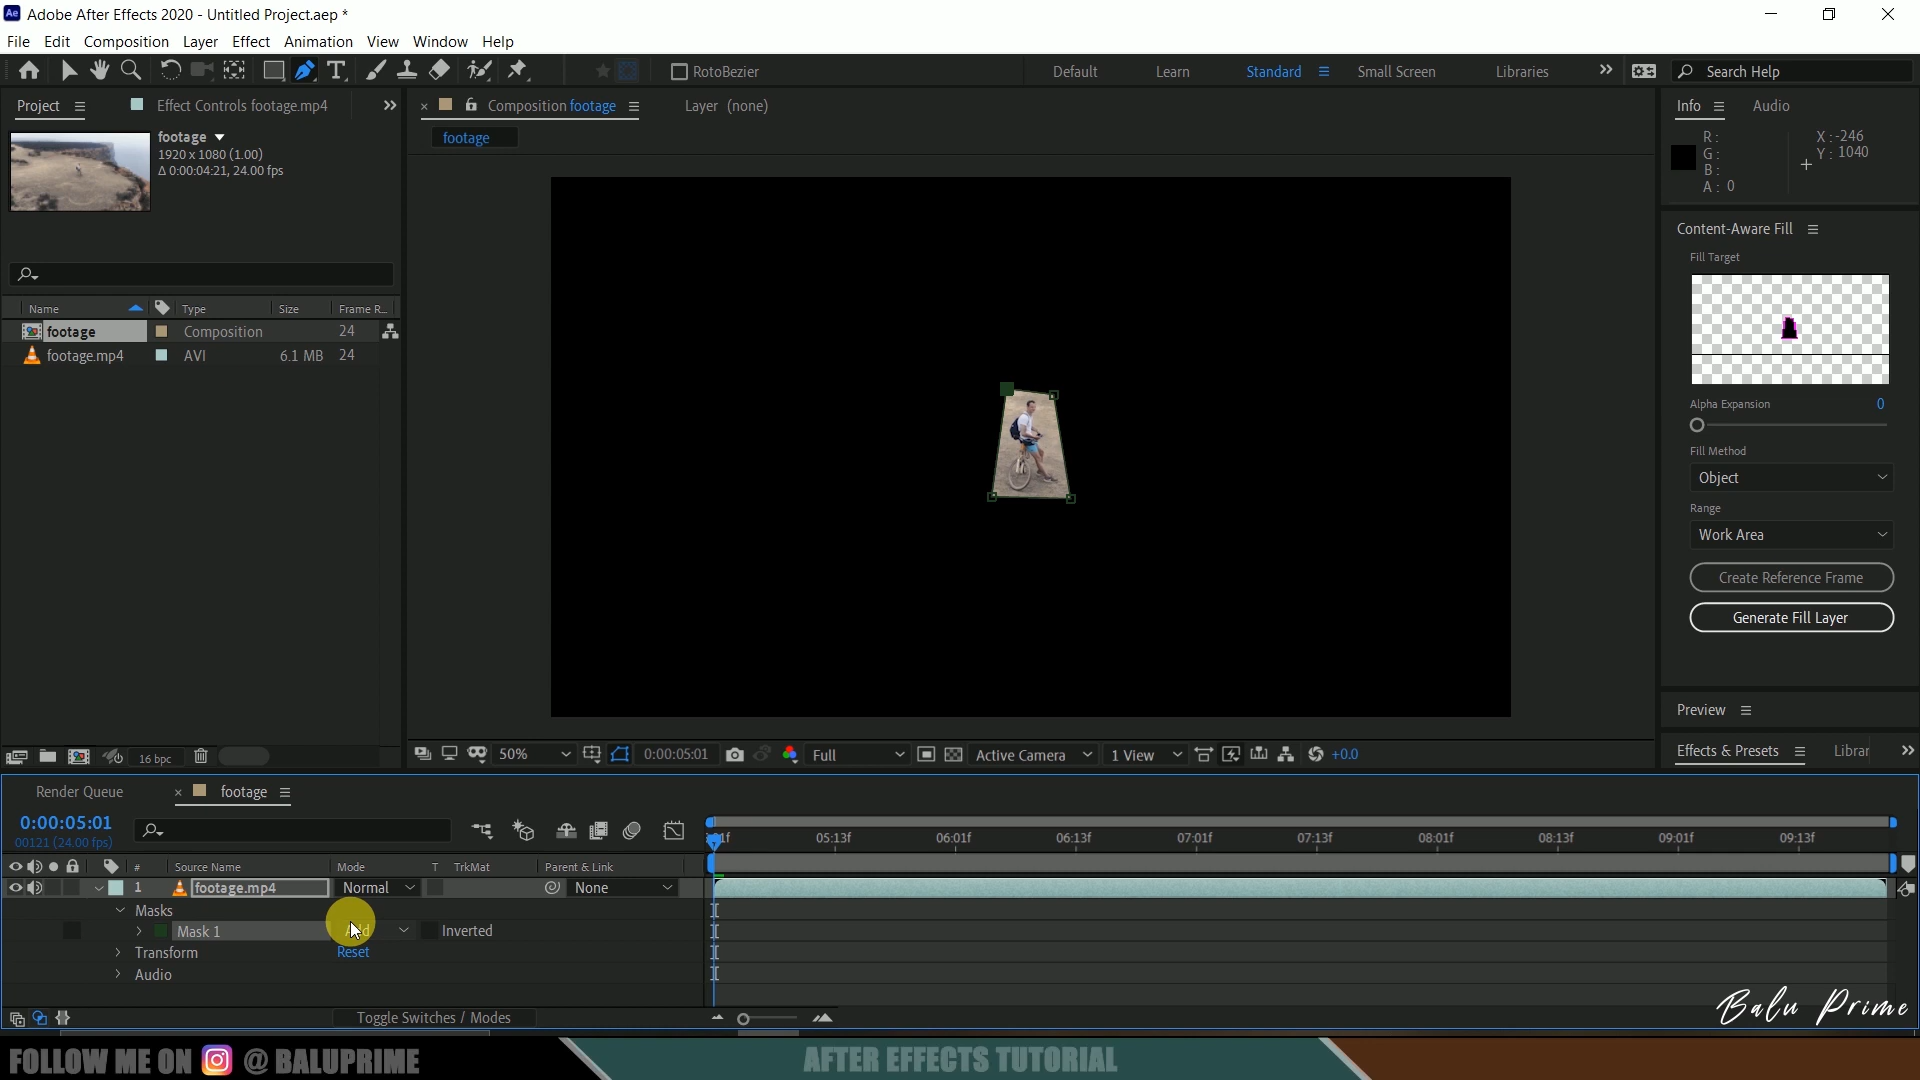 Ae Adobe After Effects 2020 - Untitled Project.aep *
File Edit Composition Layer Effect Animation View Window Help
RotoBezier Default Learn Standard Small Screen Libraries Search Help
Project Effect Controls footage.mp4
footage
1920 x 1080 (1.00)
Δ 0:00:04:21, 24.00 fps
Name Type Size Frame R...
footage Composition 24
footage.mp4 AVI 6.1 MB 24
16 bpc
Composition footage Layer (none)
footage
50% 0:00:05:01 Full Active Camera 1 View +0.0
Info Audio
R: X: -246
G: Y: 1040
B:
A: 0
Content-Aware Fill
Fill Target
Alpha Expansion 0
Fill Method
Object
Range
Work Area
Create Reference Frame
Generate Fill Layer
Preview
Effects & Presets Librar
Render Queue footage
0:00:05:01
00121 (24.00 fps)
05:13f 06:01f 06:13f 07:01f 07:13f 08:01f 08:13f 09:01f 09:13f
# Source Name Mode T TrkMat Parent & Link
1 footage.mp4 Normal None
Masks
Mask 1 Add Inverted
Transform Reset
Audio
Toggle Switches / Modes
Balu Prime
FOLLOW ME ON @ BALUPRIME AFTER EFFECTS TUTORIAL